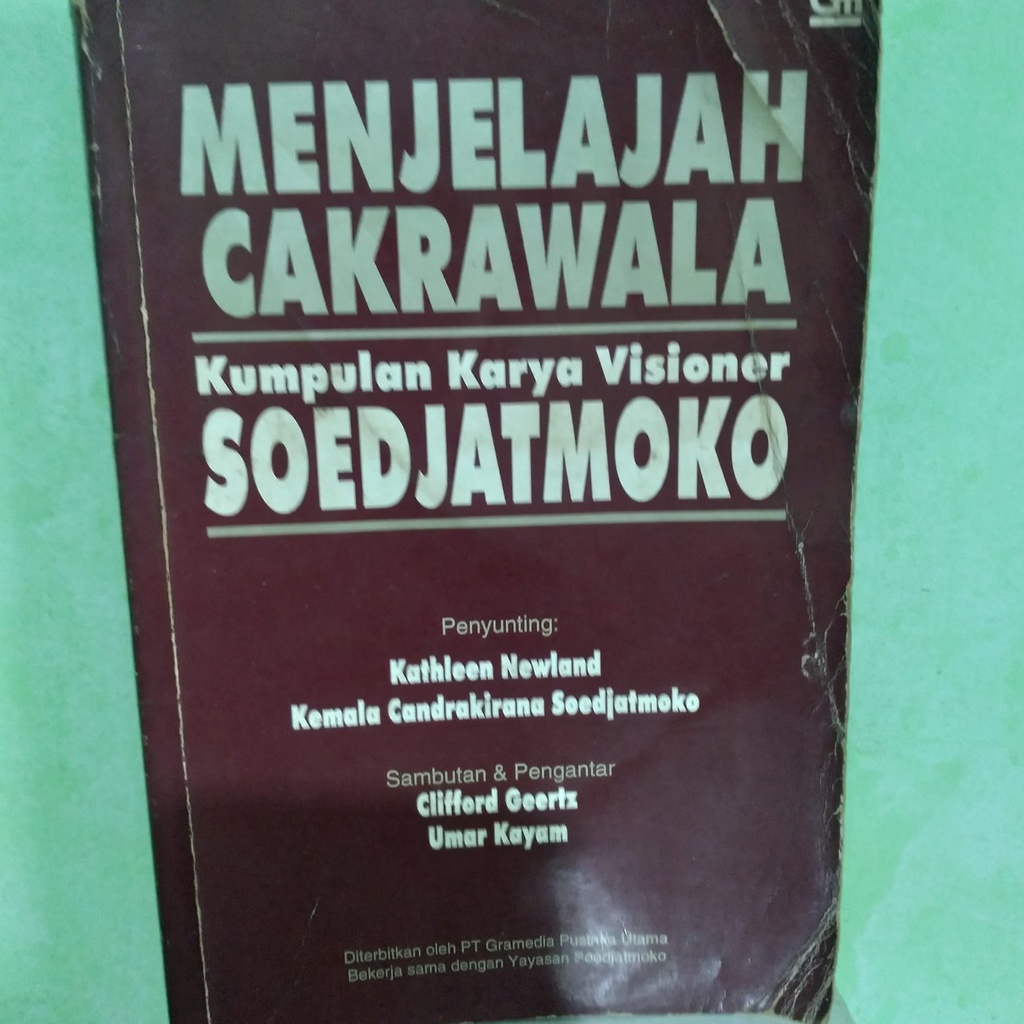 Gm
MENJELAJAH
CAKRAWALA
Kumpulan Karya Visioner
SOEDJATMOKO
Penyunting:
Kathleen Newland
Kemala Candrakirana Soedjatmoko
Sambutan & Pengantar
Clifford Geertz
Umar Kayam
Diterbitkan oleh PT Gramedia Pustaka Utama
Bekerja sama dengan Yayasan Soedjatmoko